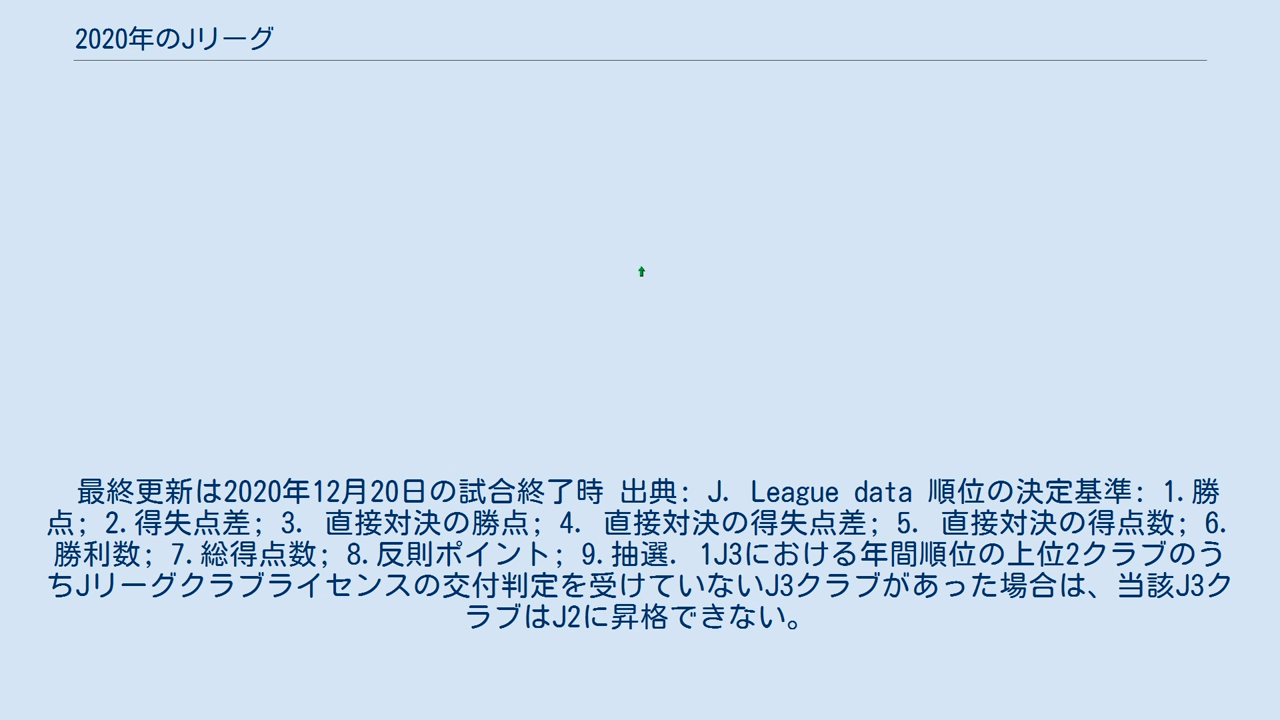 2020年のJリーグ
最終更新は2020年12月20日の試合終了時 出典: J. League data 順位の決定基準: 1.勝
点; 2.得失点差; 3. 直接対決の勝点; 4. 直接対決の得失点差; 5. 直接対決の得点数; 6.
勝利数; 7.総得点数; 8.反則ポイント; 9.抽選. 1J3における年間順位の上位2クラブのう
ちJリーグクラブライセンスの交付判定を受けていないJ3クラブがあった場合は、当該J3ク
ラブはJ2に昇格できない。